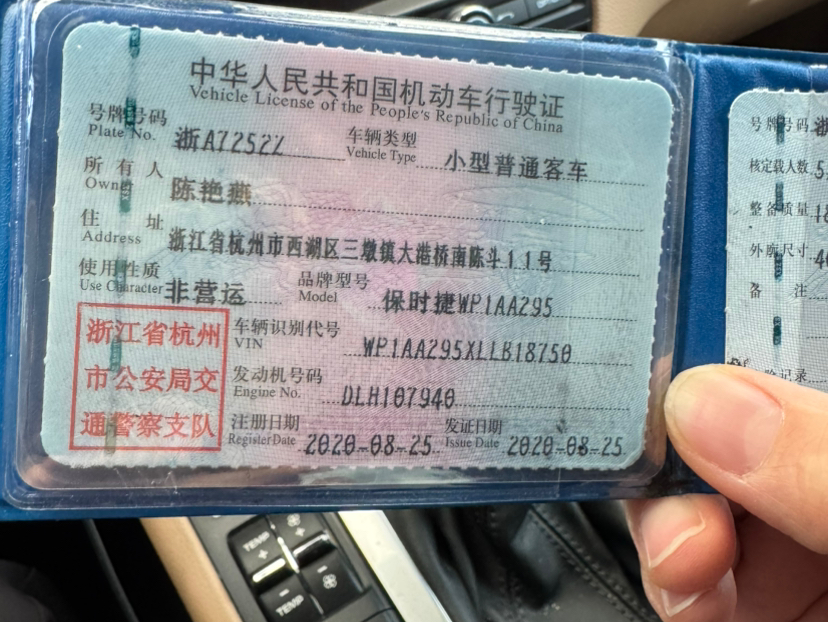 中华人民共和国机动车行驶证
Vehicle License of the People's Republic of China
号牌号码 浙A7252Z 车辆类型 小型普通客车
Plate No. Vehicle Type
所有人 陈艳燕
Owner
住址 浙江省杭州市西湖区三墩镇大港桥南陈斗11号
Address
使用性质 非营运 品牌型号 保时捷WP1AA295
Use Character Model
浙江省杭州
市公安局交
通警察支队
车辆识别代号 WP1AA295XLLB18750
VIN
发动机号码 DLH107940
Engine No.
注册日期 2020-08-25 发证日期 2020-08-25
Register Date Issue Date
号牌号码 浙
核定载人数 5
整备质量 18
外廓尺寸
备注
记录
TEMP
+
-
TEMP